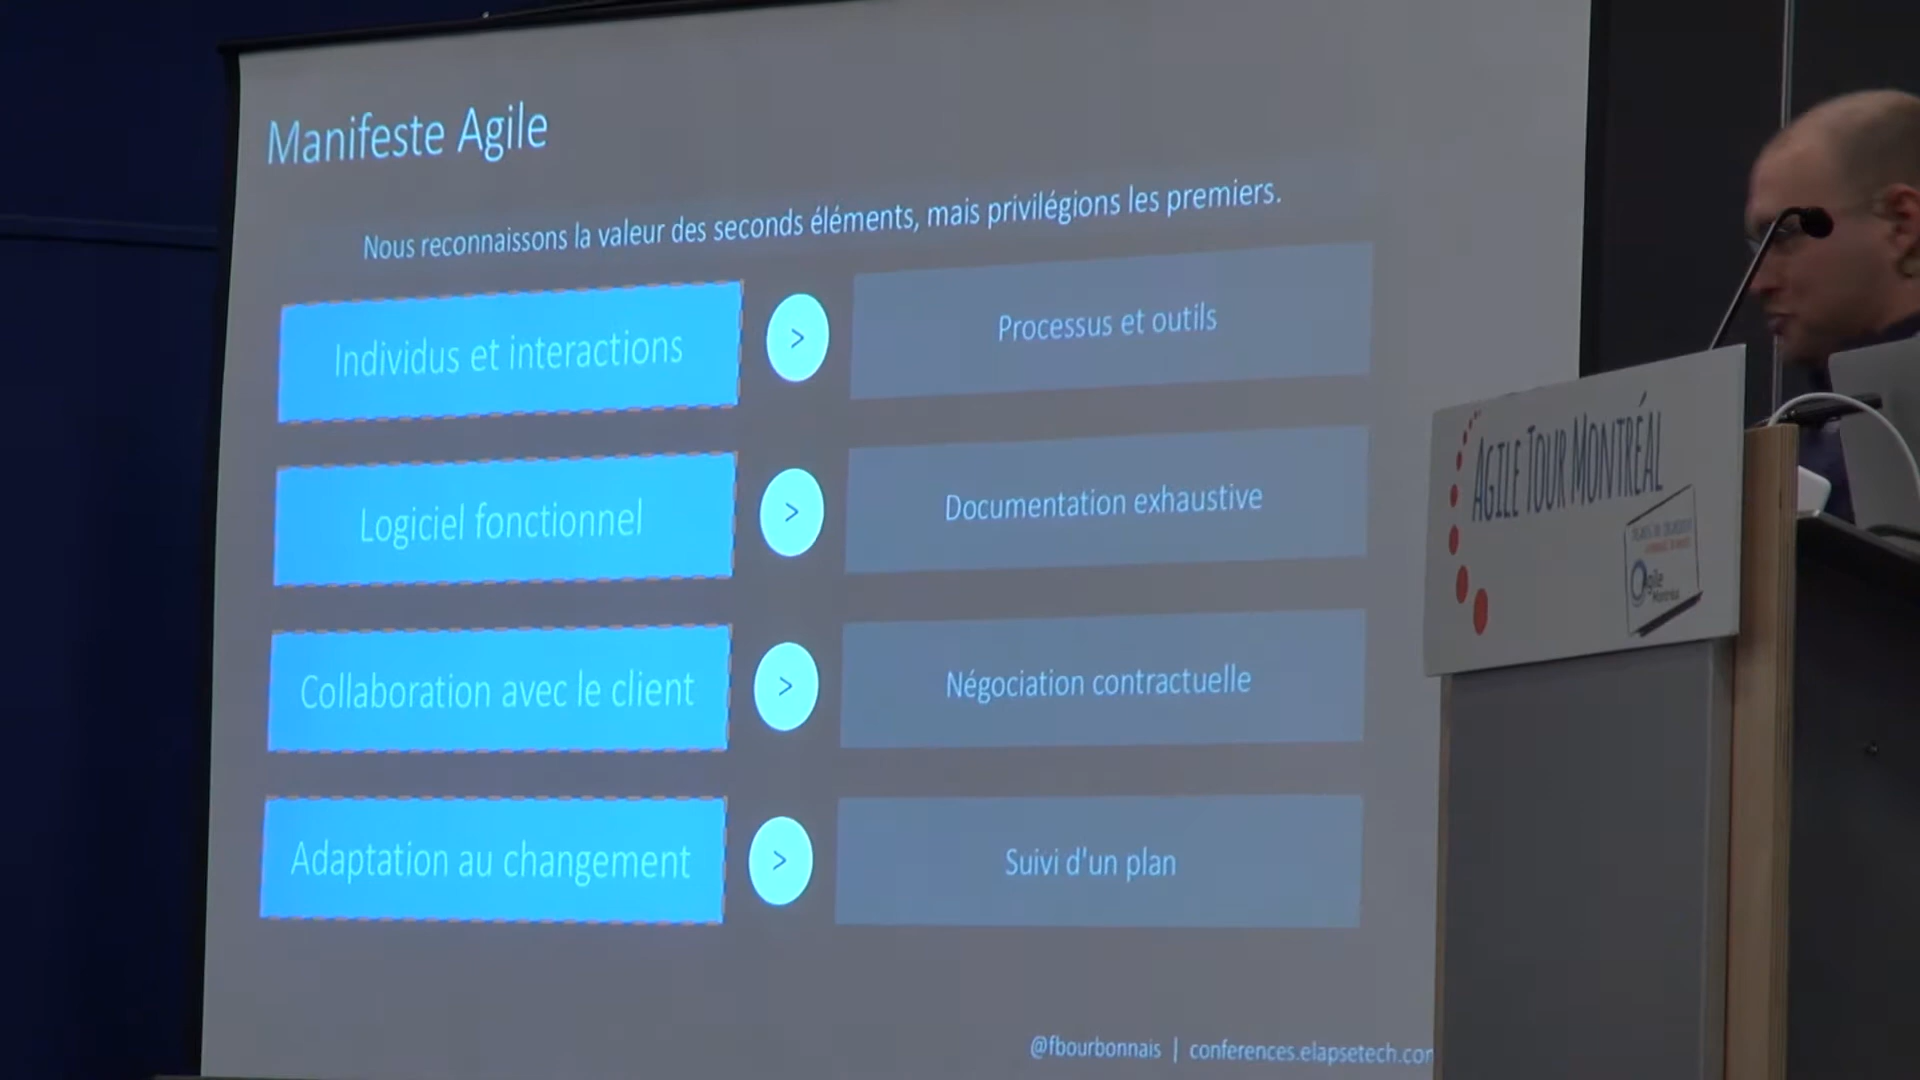 Manifeste Agile
Nous reconnaissons la valeur des seconds éléments, mais privilégions les premiers.
Individus et interactions > Processus et outils
Logiciel fonctionnel > Documentation exhaustive
Collaboration avec le client > Négociation contractuelle
Adaptation au changement > Suivi d'un plan
@fbourbonnais | conferences.elapsetech.com
AGILE TOUR MONTRÉAL
Agile
Montréal